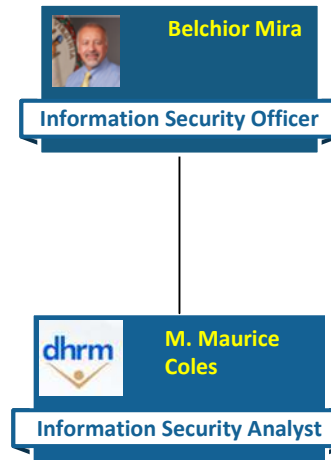 Belchior Mira
Information Security Officer
dhrm
M. Maurice
Coles
Information Security Analyst